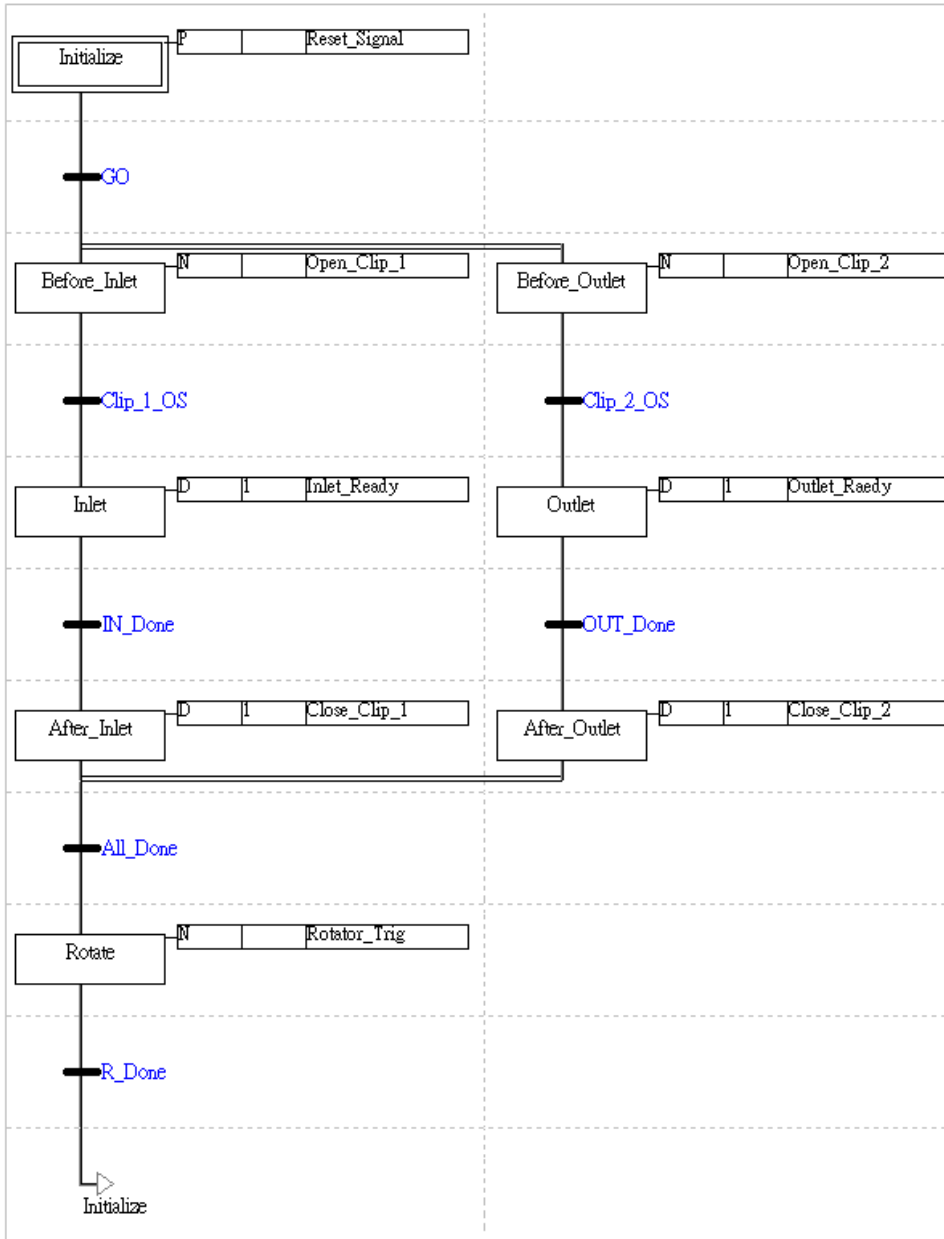 Initialize P Reset_Signal
GO
Before_Inlet N Open_Clip_1 Before_Outlet N Open_Clip_2
Clip_1_OS Clip_2_OS
Inlet D 1 Inlet_Ready Outlet D 1 Outlet_Raedy
IN_Done OUT_Done
After_Inlet D 1 Close_Clip_1 After_Outlet D 1 Close_Clip_2
All_Done
Rotate N Rotator_Trig
R_Done
Initialize